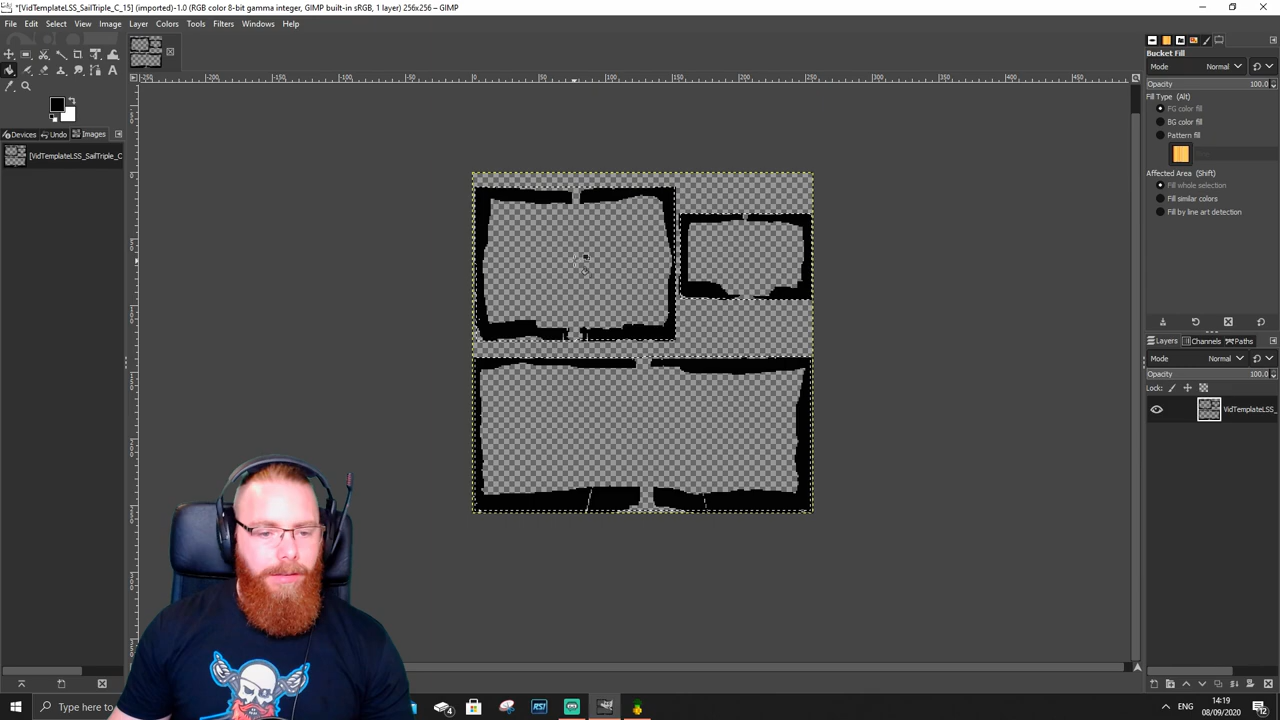 *[VidTemplateLSS_SailTriple_C_15] (imported)-1.0 (RGB color 8-bit gamma integer, GIMP built-in sRGB, 1 layer) 256x256 – GIMP
File Edit Select View Image Layer Colors Tools Filters Windows Help
Devices Undo Images
[VidTemplateLSS_SailTriple_C
Bucket Fill
Mode Normal
Opacity 100.0
Fill Type (Alt)
FG color fill
BG color fill
Pattern fill
Affected Area (Shift)
Fill whole selection
Fill similar colors
Fill by line art detection
Layers Channels Paths
Mode Normal
Opacity 100.0
Lock:
VidTemplateLSS_
Type here to search
RSI
ENG
14:19
08/09/2020
12